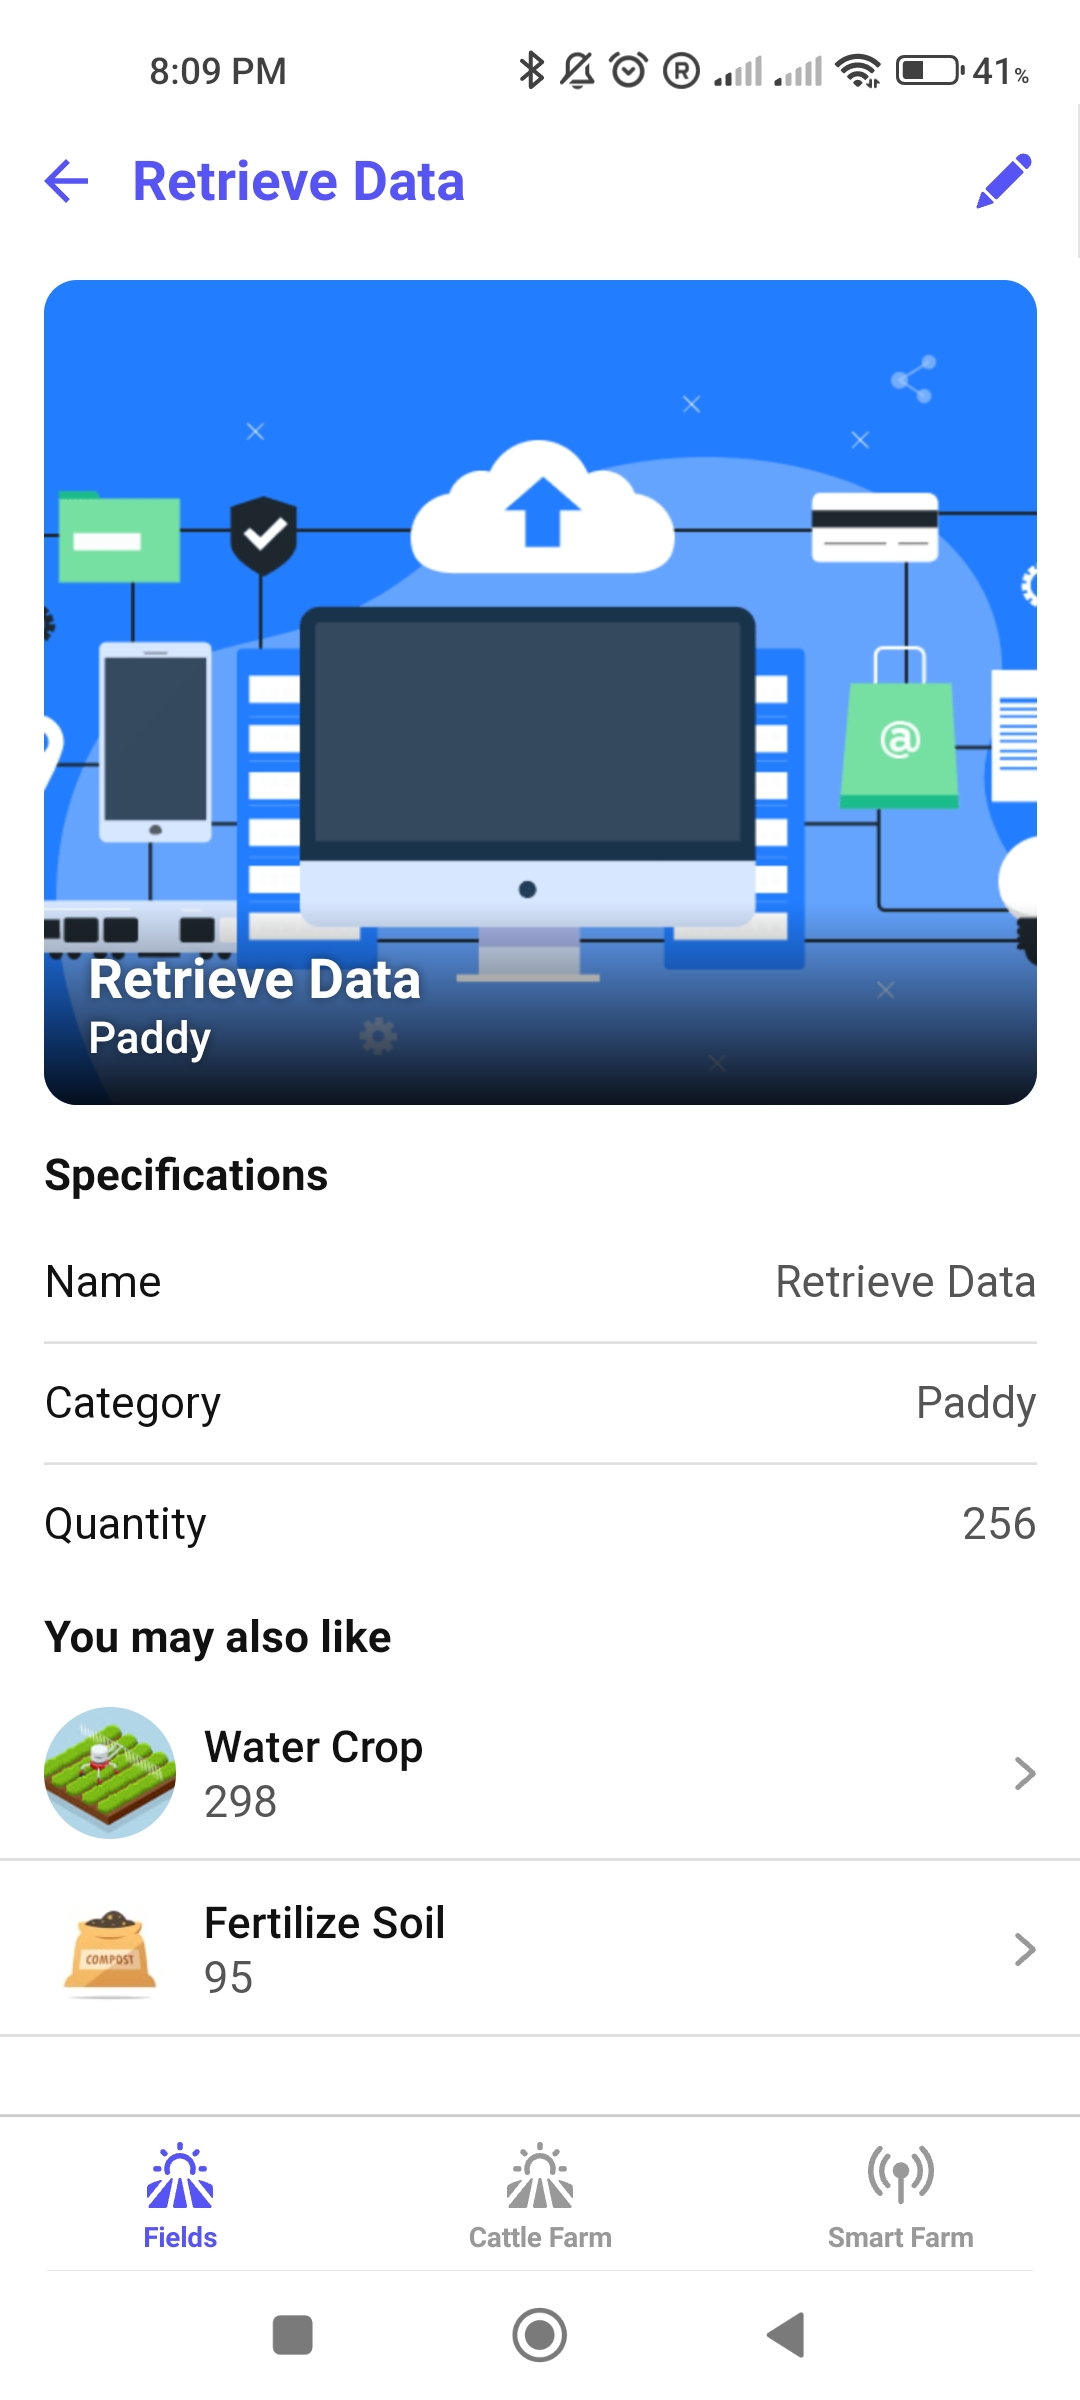 8:09 PM
R
41%
Retrieve Data
@
Retrieve Data
Paddy
Specifications
Name Retrieve Data
Category Paddy
Quantity 256
You may also like
Water Crop
298
COMPOST
Fertilize Soil
95
Fields Cattle Farm Smart Farm